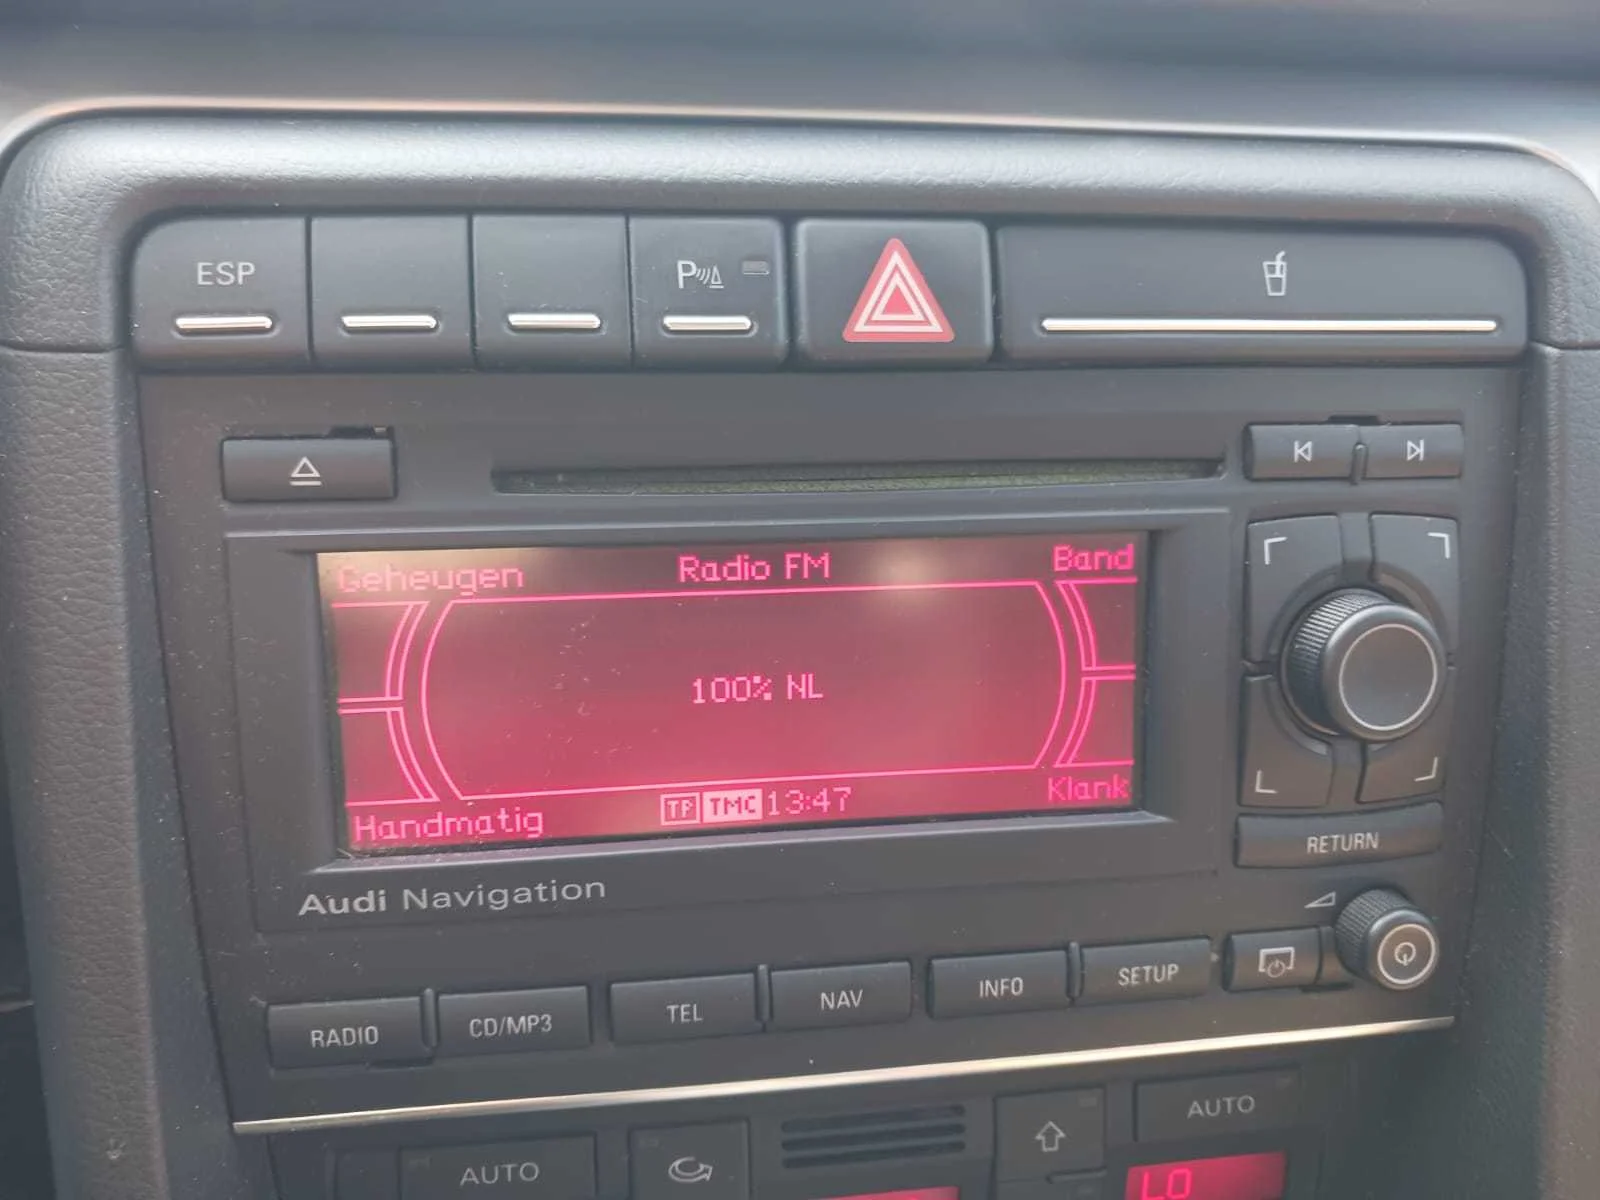 ESP
P
Geheugen Radio FM Band
100% NL
Handmatig TP TMC 13:47 Klank
RETURN
Audi Navigation
RADIO CD/MP3 TEL NAV INFO SETUP
AUTO AUTO
LO